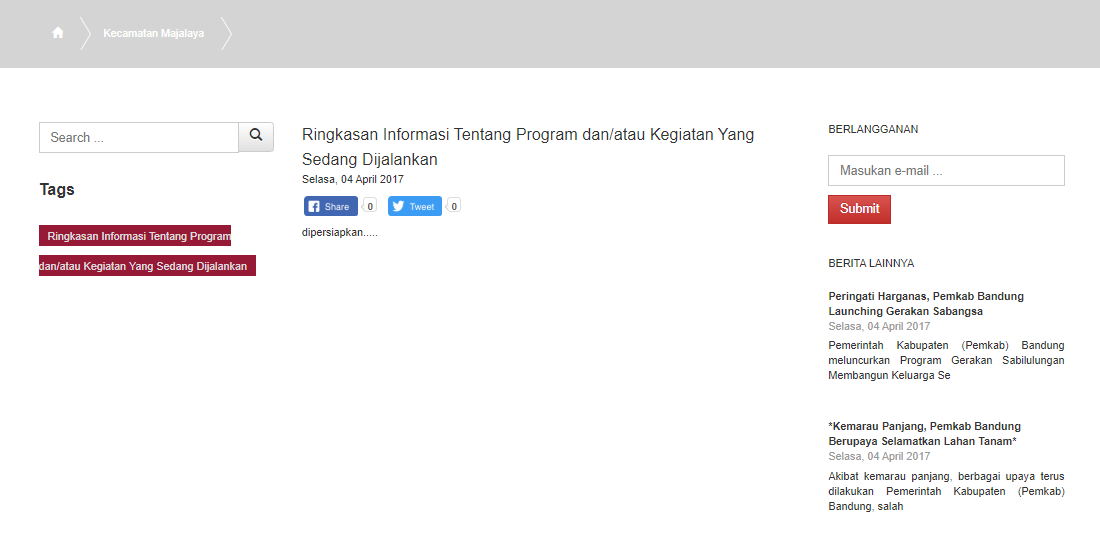 Kecamatan Majalaya
Search ...
Tags
Ringkasan Informasi Tentang Program
dan/atau Kegiatan Yang Sedang Dijalankan
Ringkasan Informasi Tentang Program dan/atau Kegiatan Yang
Sedang Dijalankan
Selasa, 04 April 2017
Share 0 Tweet 0
dipersiapkan.....
BERLANGGANAN
Masukan e-mail ...
Submit
BERITA LAINNYA
Peringati Harganas, Pemkab Bandung
Launching Gerakan Sabangsa
Selasa, 04 April 2017
Pemerintah Kabupaten (Pemkab) Bandung
meluncurkan Program Gerakan Sabilulungan
Membangun Keluarga Se
*Kemarau Panjang, Pemkab Bandung
Berupaya Selamatkan Lahan Tanam*
Selasa, 04 April 2017
Akibat kemarau panjang, berbagai upaya terus
dilakukan Pemerintah Kabupaten (Pemkab)
Bandung, salah